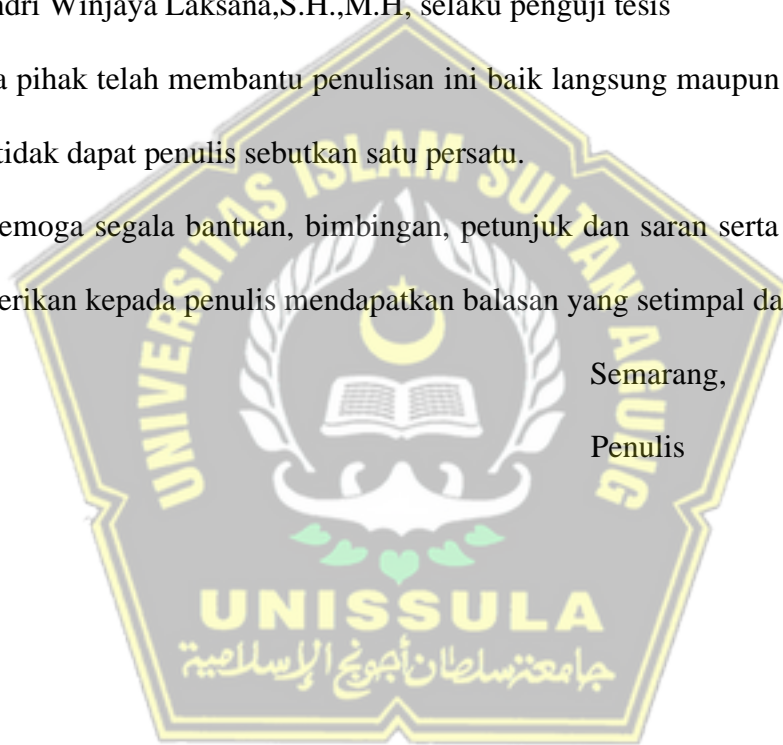 ndri Winjaya Laksana,S.H.,M.H, selaku penguji tesis
a pihak telah membantu penulisan ini baik langsung maupun
tidak dapat penulis sebutkan satu persatu.
emoga segala bantuan, bimbingan, petunjuk dan saran serta
erikan kepada penulis mendapatkan balasan yang setimpal da
Semarang,
Penulis
UNIVERSITAS ISLAM SULTAN AGUNG
UNISSULA
جامعة سلطان أجونج الإسلامية